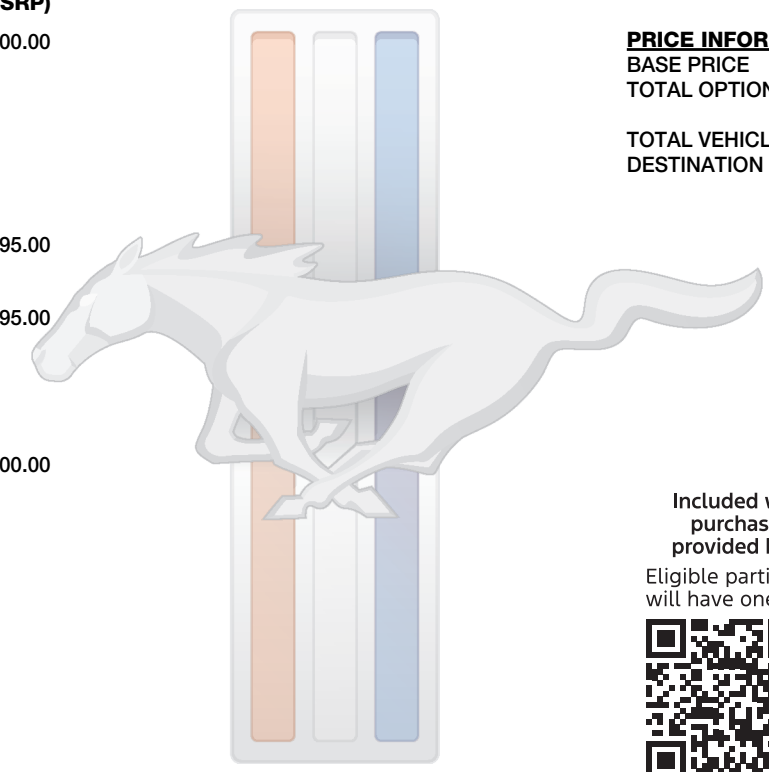 SRP)
00.00
95.00
95.00
00.00
PRICE INFOR
BASE PRICE
TOTAL OPTION
TOTAL VEHICL
DESTINATION
Included w
purchas
provided b
Eligible parti
will have one